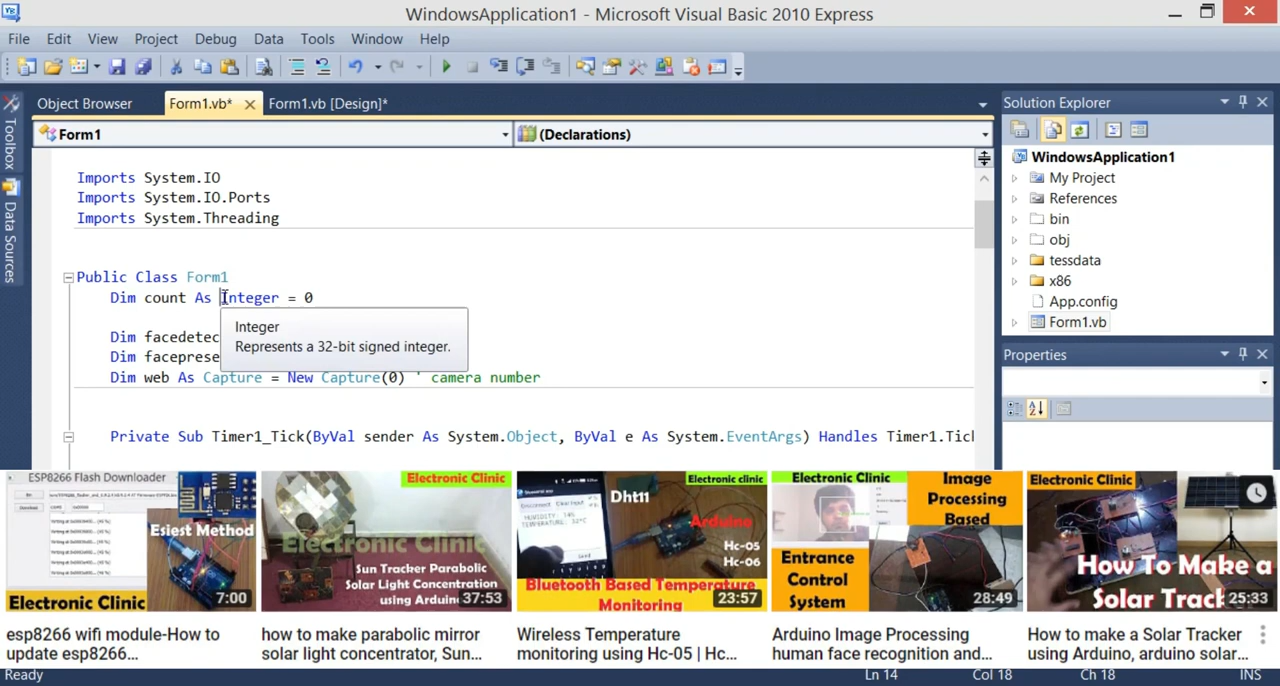 WindowsApplication1 - Microsoft Visual Basic 2010 Express
File Edit View Project Debug Data Tools Window Help
Object Browser Form1.vb* Form1.vb [Design]*
Toolbox
Data Sources
Form1 (Declarations)
Imports System.IO
Imports System.IO.Ports
Imports System.Threading
Public Class Form1
Dim count As Integer = 0
Integer
Represents a 32-bit signed integer.
Dim facedetec
Dim faceprese
Dim web As Capture = New Capture(0) ' camera number
Private Sub Timer1_Tick(ByVal sender As System.Object, ByVal e As System.EventArgs) Handles Timer1.Tick
Solution Explorer
WindowsApplication1
My Project
References
bin
obj
tessdata
x86
App.config
Form1.vb
Properties
ESP8266 Flash Downloader
Esiest Method
Electronic Clinic
7:00
esp8266 wifi module-How to
update esp8266...
Electronic Clinic
Electronic Clinic
Sun Tracker Parabolic
Solar Light Concentration
using Arduin
37:53
how to make parabolic mirror
solar light concentrator, Sun...
Electronic clinic
Dht11
Arduino
Hc-05
Hc-06
Bluetooth Based Temperature
Monitoring
23:57
Wireless Temperature
monitoring using Hc-05 | Hc...
Electronic Clinic
Image
Processing
Based
Entrance
Control
System
28:49
Arduino Image Processing
human face recognition and...
Electronic Clinic
How To Make a
Solar Track
25:33
How to make a Solar Tracker
using Arduino, arduino solar...
Ready Ln 14 Col 18 Ch 18 INS